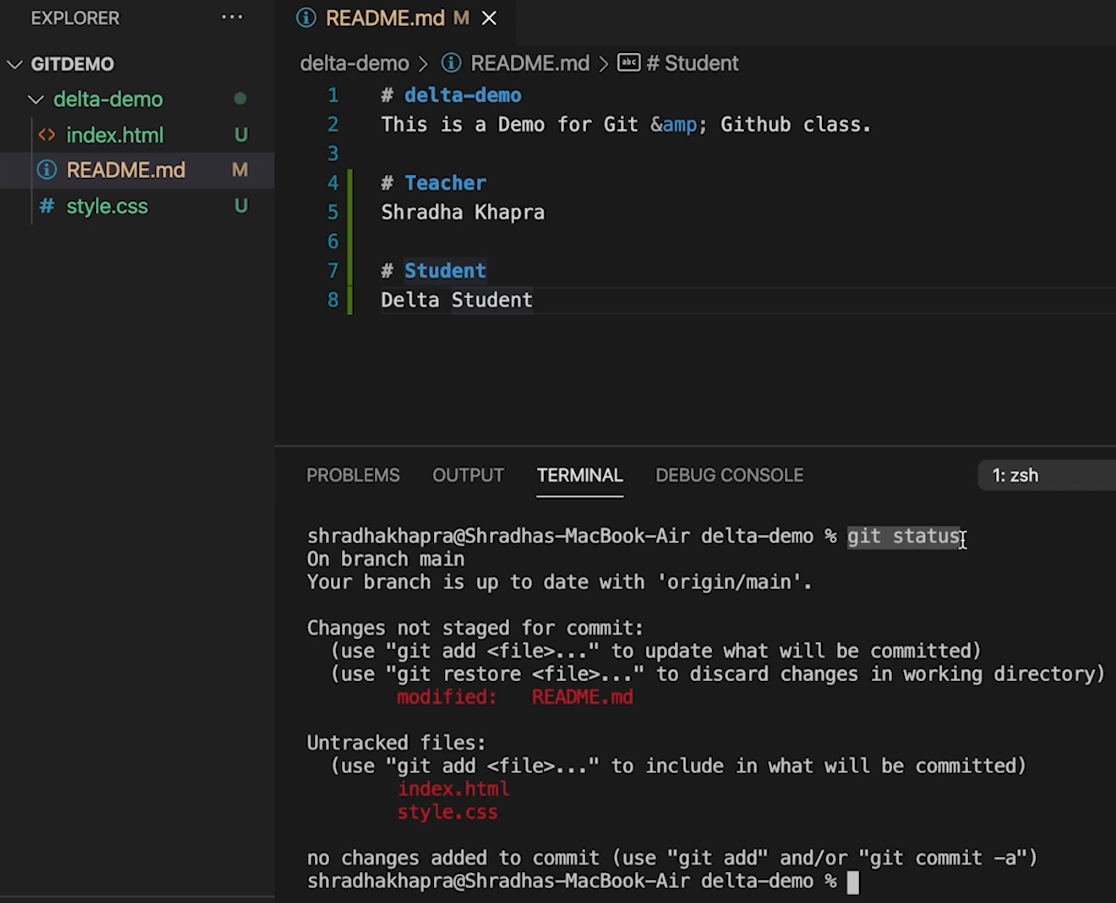 EXPLORER ...
GITDEMO
delta-demo
index.html U
README.md M
style.css U
README.md M
delta-demo > README.md > abc # Student
1 # delta-demo
2 This is a Demo for Git &amp; Github class.
3
4 # Teacher
5 Shradha Khapra
6
7 # Student
8 Delta Student
PROBLEMS OUTPUT TERMINAL DEBUG CONSOLE 1: zsh
shradhakhapra@Shradhas-MacBook-Air delta-demo % git status
On branch main
Your branch is up to date with 'origin/main'.
Changes not staged for commit:
(use "git add <file>..." to update what will be committed)
(use "git restore <file>..." to discard changes in working directory)
modified: README.md
Untracked files:
(use "git add <file>..." to include in what will be committed)
index.html
style.css
no changes added to commit (use "git add" and/or "git commit -a")
shradhakhapra@Shradhas-MacBook-Air delta-demo %